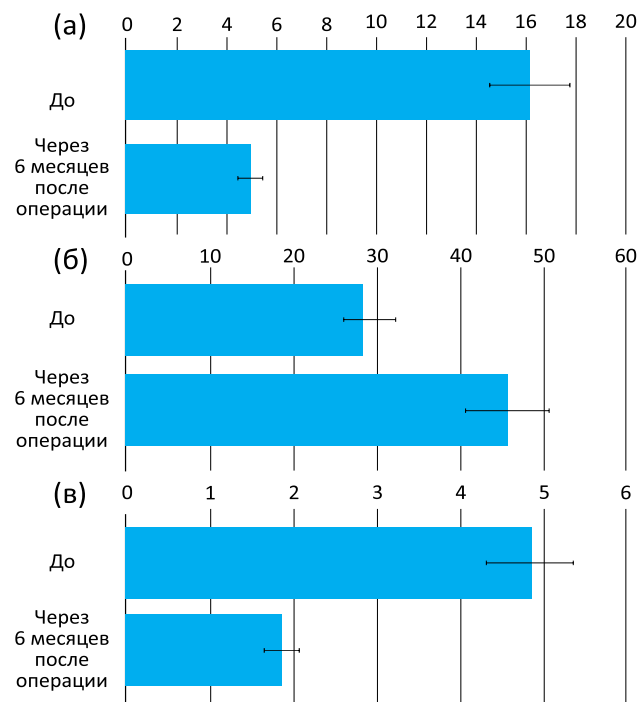 (а)
0 2 4 6 8 10 12 14 16 18 20
До
Через
6 месяцев
после
операции
(б)
0 10 20 30 40 50 60
До
Через
6 месяцев
после
операции
(в)
0 1 2 3 4 5 6
До
Через
6 месяцев
после
операции